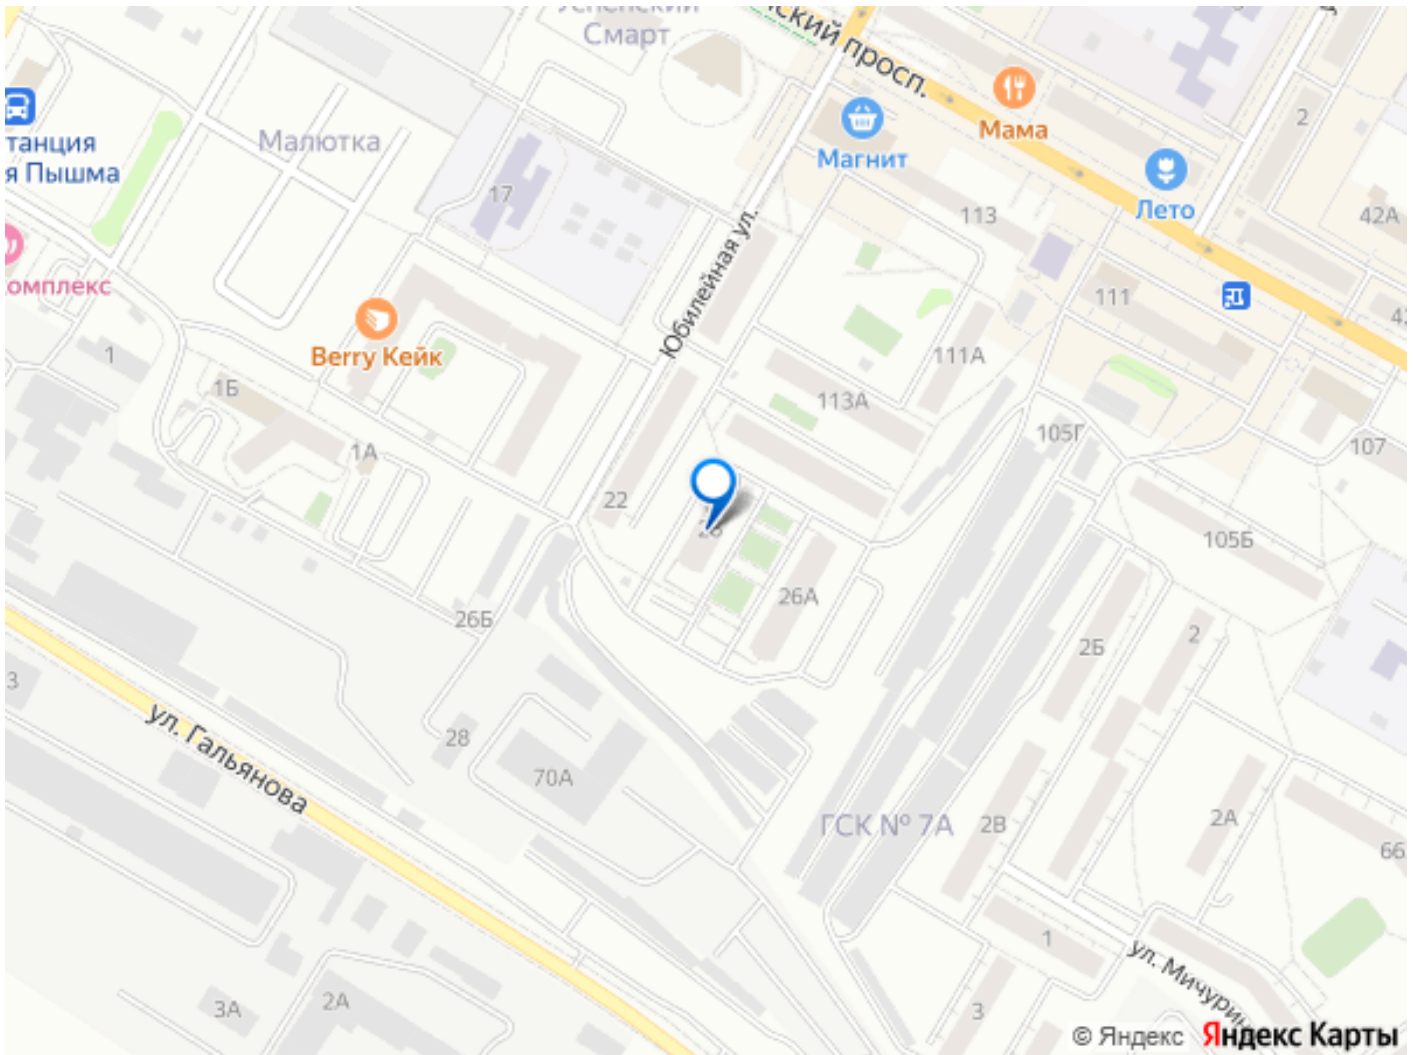 Смарт
ский просп.
Мама
Магнит
2
танция
я Пышма
Малютка
17
Лето
113
42А
Юбилейная ул.
омплекс
111
Berry Кейк
1
111А
1Б
113А
105Г
107
1А
22
105Б
26А
26Б
2Б
2
3
ул. Гальянова
28
70А
ГСК № 7А
2В
2А
66
1
ул. Мичурин
3А
2А
3
© Яндекс Яндекс Карты